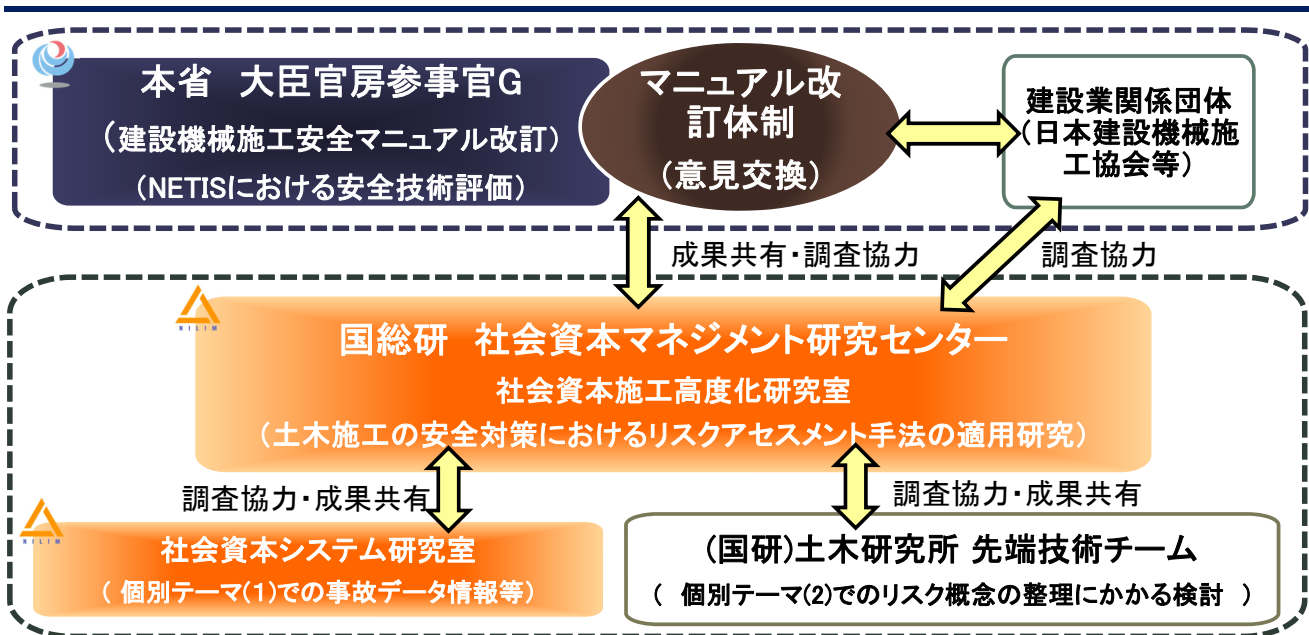 本省 大臣官房参事官G
(建設機械施工安全マニュアル改訂)
(NETISにおける安全技術評価)
マニュアル改
訂体制
(意見交換)
建設業関係団体
(日本建設機械施
工協会等)
成果共有・調査協力
調査協力
NILIM
国総研 社会資本マネジメント研究センター
社会資本施工高度化研究室
(土木施工の安全対策におけるリスクアセスメント手法の適用研究)
調査協力・成果共有
調査協力・成果共有
NILIM
社会資本システム研究室
( 個別テーマ(1)での事故データ情報等)
(国研)土木研究所 先端技術チーム
( 個別テーマ(2)でのリスク概念の整理にかかる検討 )